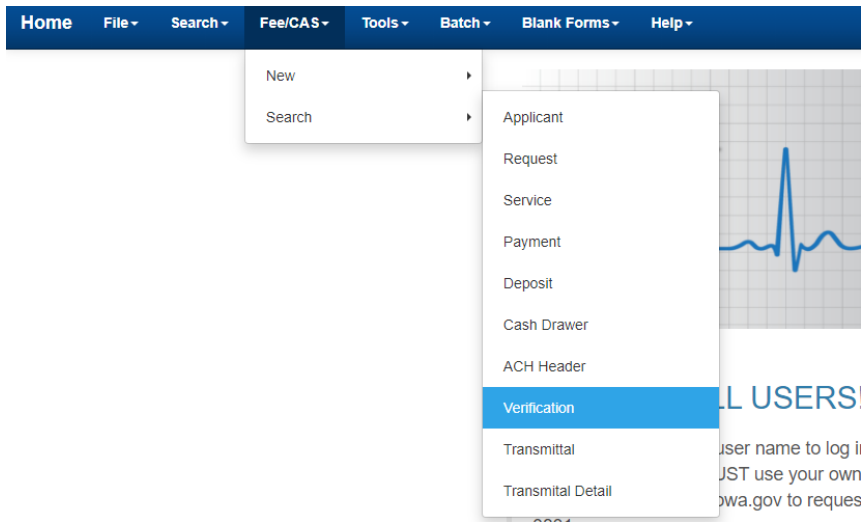 Home File Search Fee/CAS Tools Batch Blank Forms Help
New
Search
Applicant
Request
Service
Payment
Deposit
Cash Drawer
ACH Header
Verification
Transmittal
Transmital Detail
LL USERS!
user name to log in
UST use your own
owa.gov to reques